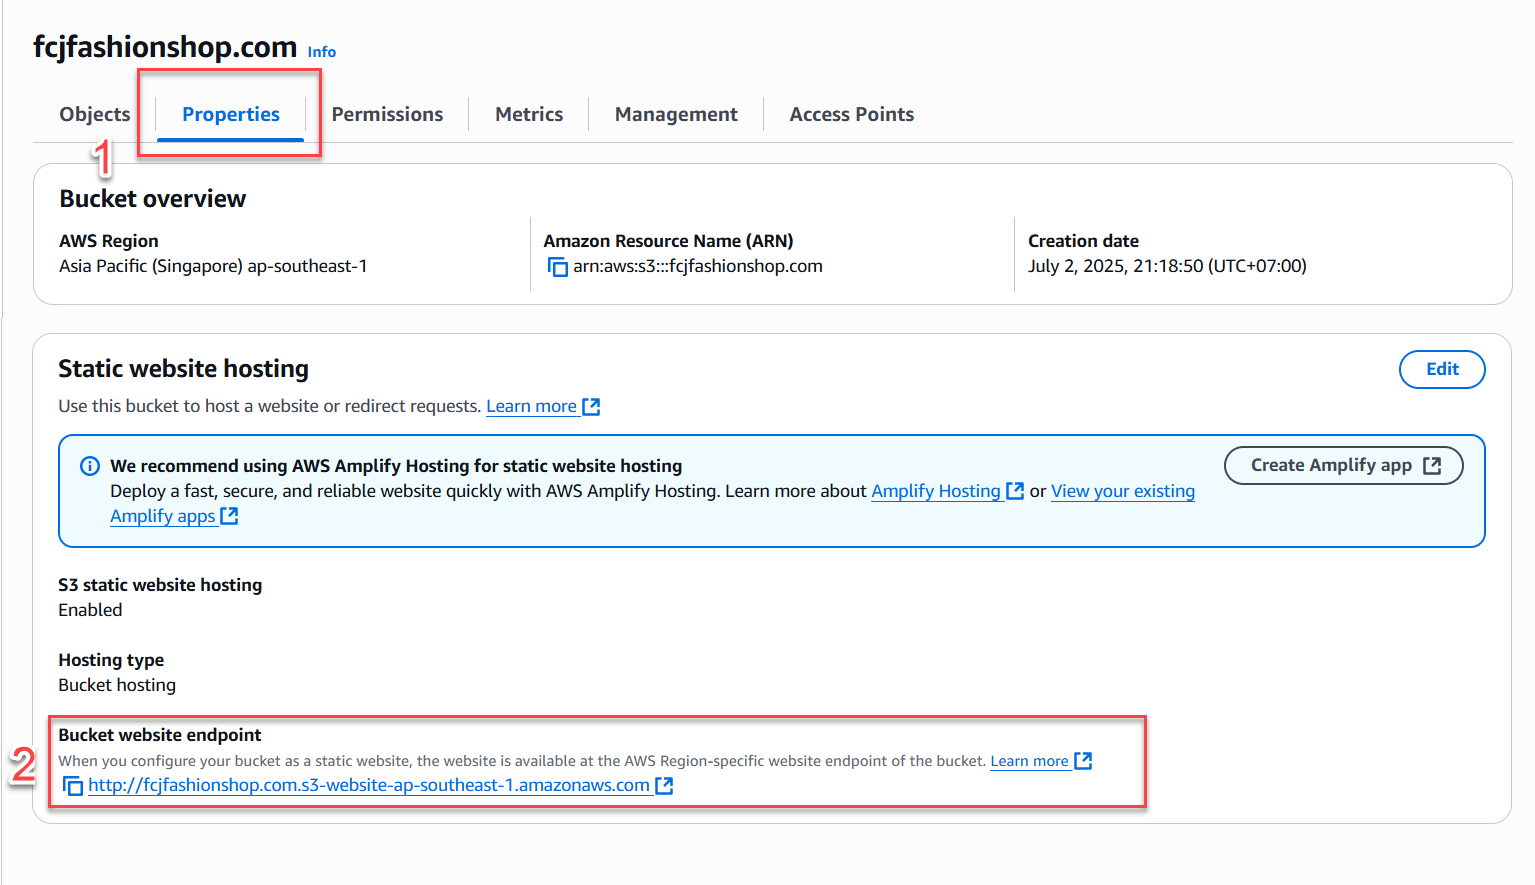 fcjfashionshop.com Info
Objects Properties Permissions Metrics Management Access Points
1
Bucket overview
AWS Region
Asia Pacific (Singapore) ap-southeast-1
Amazon Resource Name (ARN)
arn:aws:s3:::fcjfashionshop.com
Creation date
July 2, 2025, 21:18:50 (UTC+07:00)
Static website hosting
Edit
Use this bucket to host a website or redirect requests. Learn more
We recommend using AWS Amplify Hosting for static website hosting
Deploy a fast, secure, and reliable website quickly with AWS Amplify Hosting. Learn more about Amplify Hosting or View your existing
Amplify apps
Create Amplify app
S3 static website hosting
Enabled
Hosting type
Bucket hosting
2
Bucket website endpoint
When you configure your bucket as a static website, the website is available at the AWS Region-specific website endpoint of the bucket. Learn more
http://fcjfashionshop.com.s3-website-ap-southeast-1.amazonaws.com